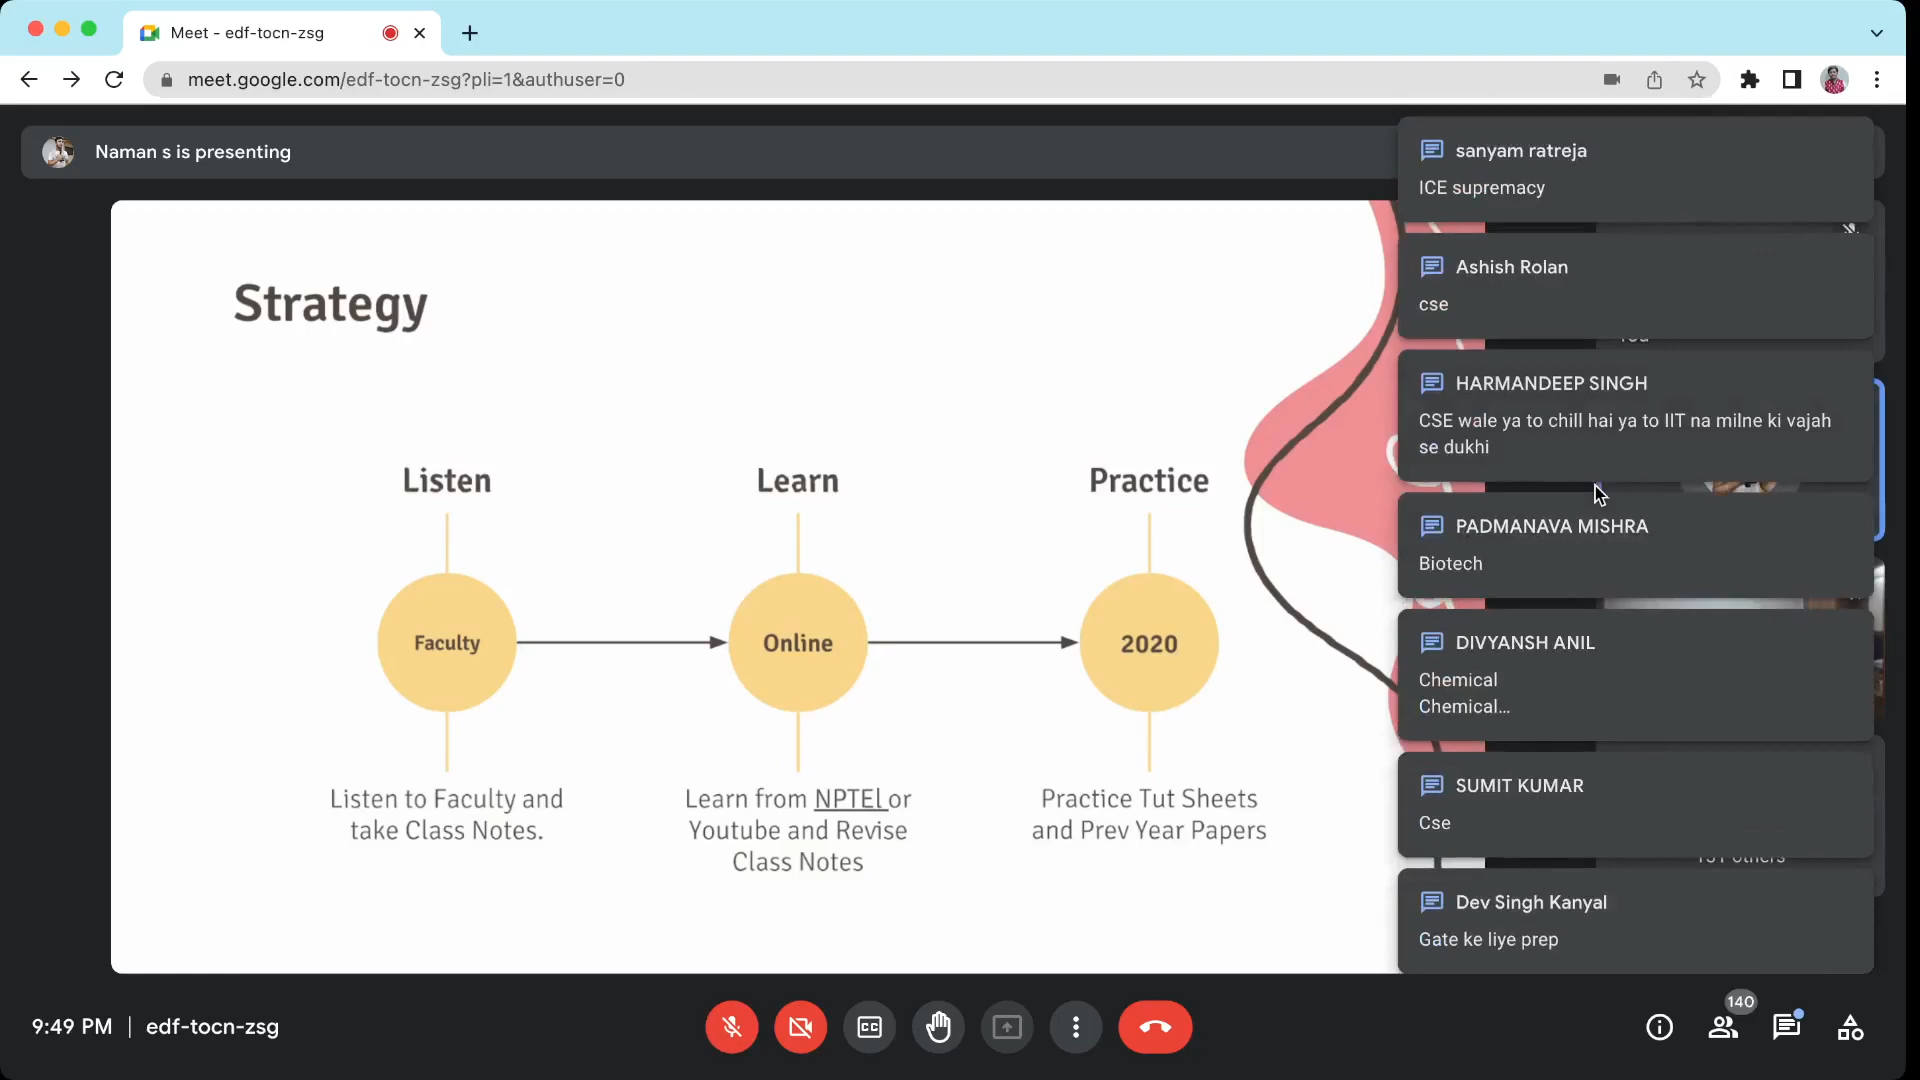 Meet - edf-tocn-zsg
meet.google.com/edf-tocn-zsg?pli=1&authuser=0
Naman s is presenting
Strategy
Listen
Learn
Practice
Faculty
Online
2020
Listen to Faculty and
take Class Notes.
Learn from NPTEL or
Youtube and Revise
Class Notes
Practice Tut Sheets
and Prev Year Papers
sanyam ratreja
ICE supremacy
Ashish Rolan
cse
HARMANDEEP SINGH
CSE wale ya to chill hai ya to IIT na milne ki vajah
se dukhi
PADMANAVA MISHRA
Biotech
DIVYANSH ANIL
Chemical
Chemical...
SUMIT KUMAR
Cse
others
Dev Singh Kanyal
Gate ke liye prep
9:49 PM | edf-tocn-zsg
CC
140